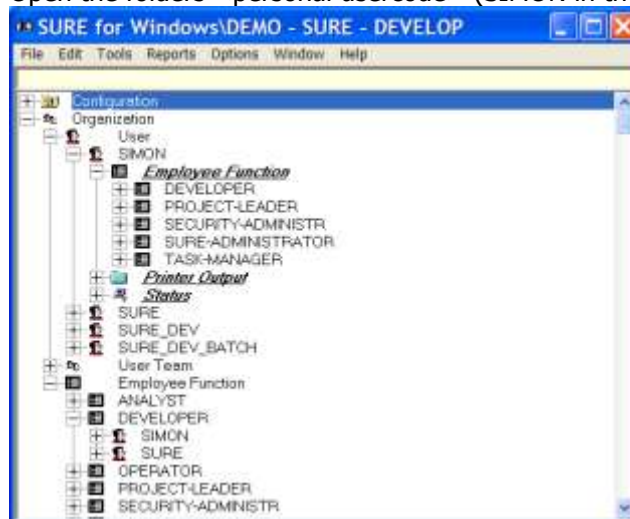 SURE for Windows\DEMO - SURE - DEVELOP
File Edit Tools Reports Options Window Help
Configuration
Organization
User
SIMON
Employee Function
DEVELOPER
PROJECT-LEADER
SECURITY-ADMINISTR
SURE-ADMINISTRATOR
TASK-MANAGER
Printer Output
Status
SURE
SURE_DEV
SURE_DEV_BATCH
User Team
Employee Function
ANALYST
DEVELOPER
SIMON
SURE
OPERATOR
PROJECT-LEADER
SECURITY-ADMINISTR